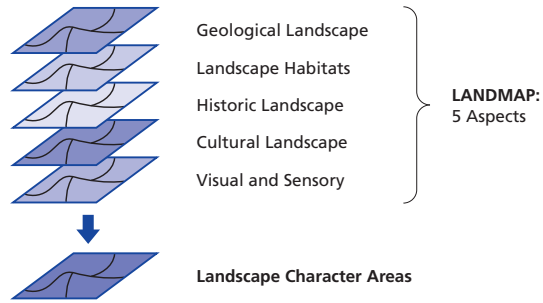 Geological Landscape
Landscape Habitats
Historic Landscape
Cultural Landscape
Visual and Sensory
LANDMAP:
5 Aspects
Landscape Character Areas